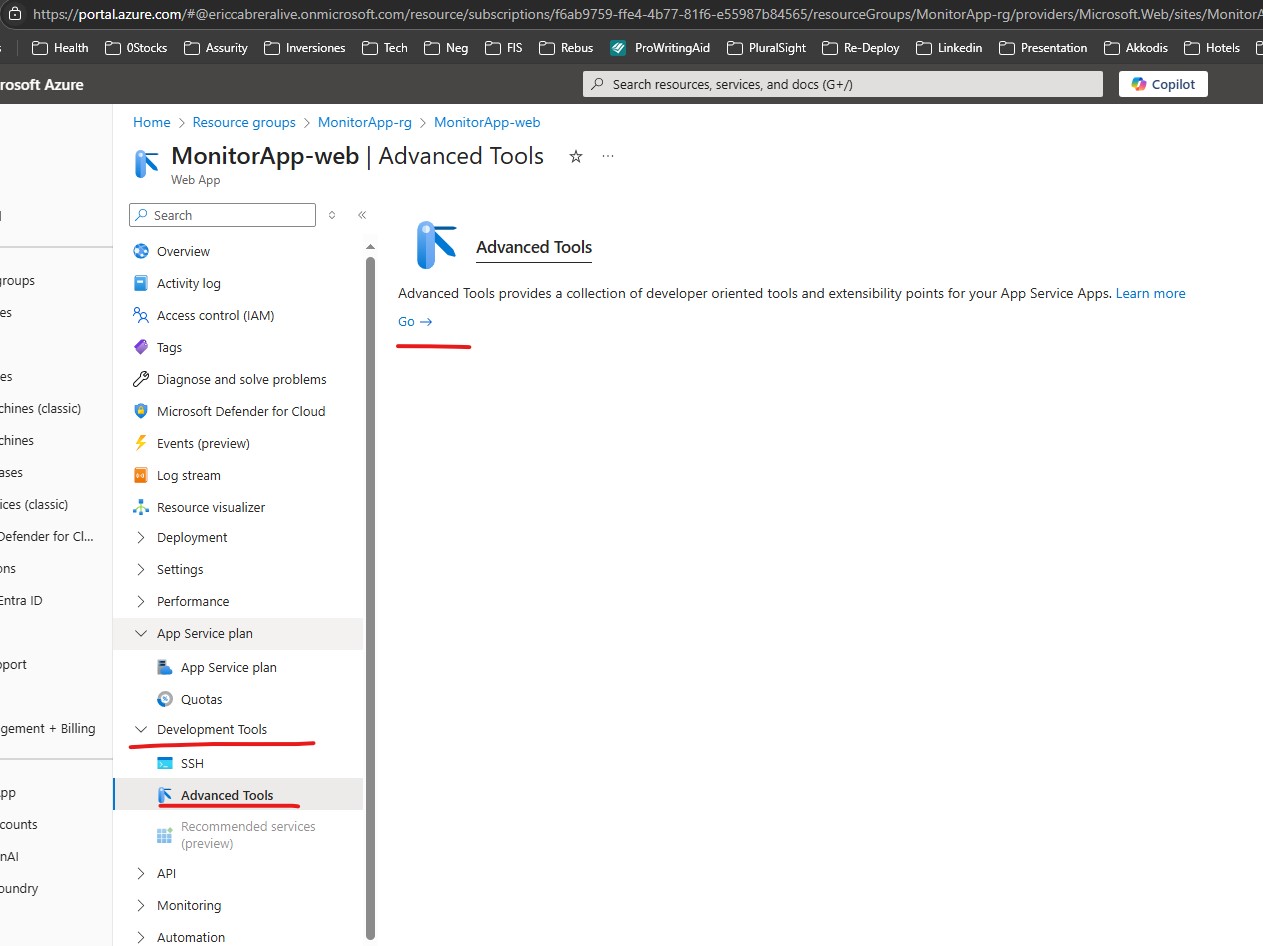 https://portal.azure.com/#@ericcabreralive.onmicrosoft.com/resource/subscriptions/f6ab9759-ffe4-4b77-81f6-e55987b84565/resourceGroups/MonitorApp-rg/providers/Microsoft.Web/sites/MonitorA
s Health 0Stocks Assurity Inversiones Tech Neg FIS Rebus ProWritingAid PluralSight Re-Deploy Linkedin Presentation Akkodis Hotels
rosoft Azure Search resources, services, and docs (G+/) Copilot
Home > Resource groups > MonitorApp-rg > MonitorApp-web
MonitorApp-web | Advanced Tools ☆ ...
Web App
Search
Advanced Tools
Advanced Tools provides a collection of developer oriented tools and extensibility points for your App Service Apps. Learn more
Go →
Overview
Activity log
Access control (IAM)
Tags
Diagnose and solve problems
Microsoft Defender for Cloud
Events (preview)
Log stream
Resource visualizer
Deployment
Settings
Performance
App Service plan
App Service plan
Quotas
Development Tools
SSH
Advanced Tools
Recommended services
(preview)
API
Monitoring
Automation
groups
es
es
chines (classic)
chines
ases
ices (classic)
Defender for Cl...
ons
Entra ID
pport
gement + Billing
pp
counts
nAI
oundry